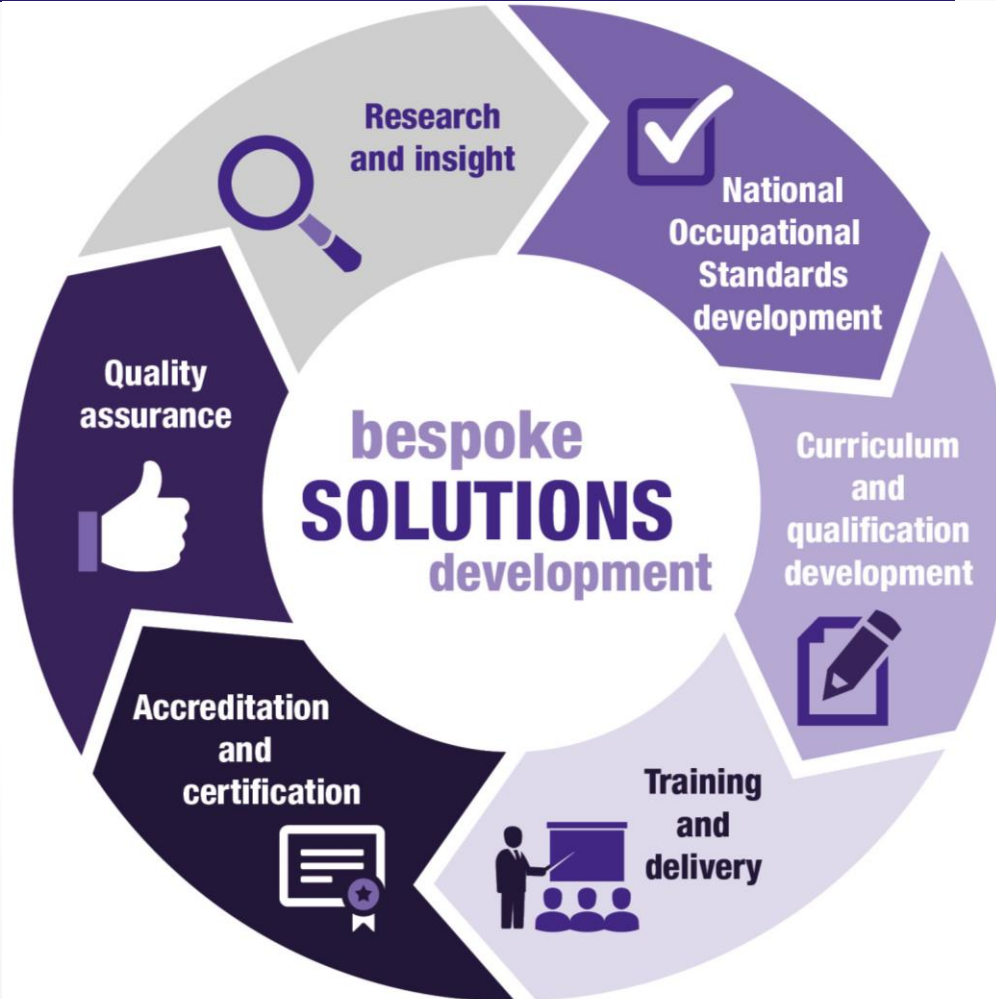 Research
and insight
National
Occupational
Standards
development
Curriculum
and
qualification
development
Training
and
delivery
Accreditation
and
certification
Quality
assurance
bespoke
SOLUTIONS
development